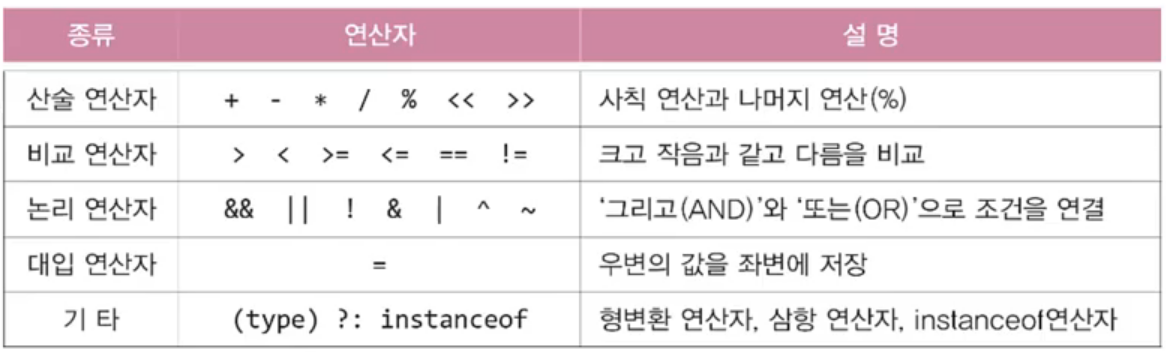 종류 연산자 설 명
산술 연산자 + - * / % << >> 사칙 연산과 나머지 연산(%)
비교 연산자 > < >= <= == != 크고 작음과 같고 다름을 비교
논리 연산자 && || ! & | ^ ~ ‘그리고(AND)’와 ‘또는(OR)’으로 조건을 연결
대입 연산자 = 우변의 값을 좌변에 저장
기 타 (type) ?: instanceof 형변환 연산자, 삼항 연산자, instanceof연산자